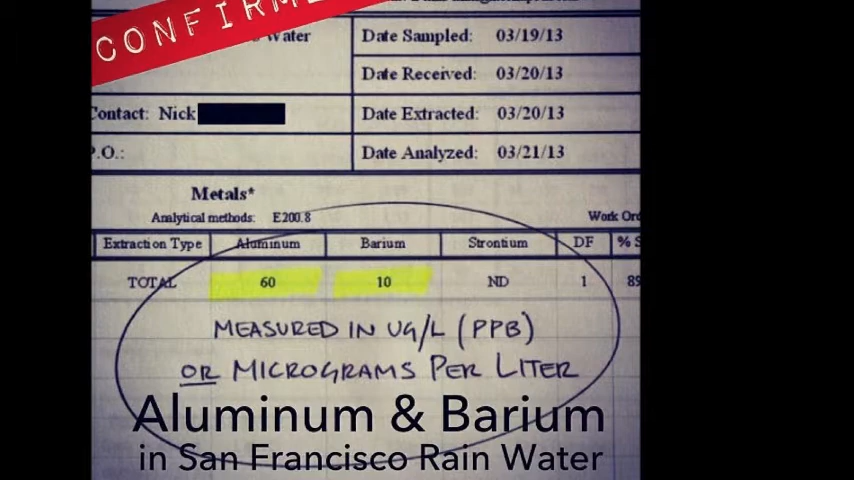 CONFIRME
Water
Date Sampled: 03/19/13
Date Received: 03/20/13
Contact: Nick
Date Extracted: 03/20/13
P.O.:
Date Analyzed: 03/21/13
Metals*
Analytical methods: E200.8
Work Ord
Extraction Type Aluminum Barium Strontium DF % S
TOTAL 60 10 ND 1 89
MEASURED IN UG/L (PPB)
OR MICROGRAMS PER LITER
Aluminum & Barium
in San Francisco Rain Water